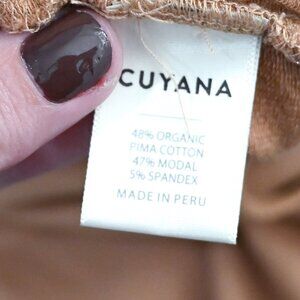 CUYANA
48% ORGANIC
PIMA COTTON
47% MODAL
5% SPANDEX
MADE IN PERU